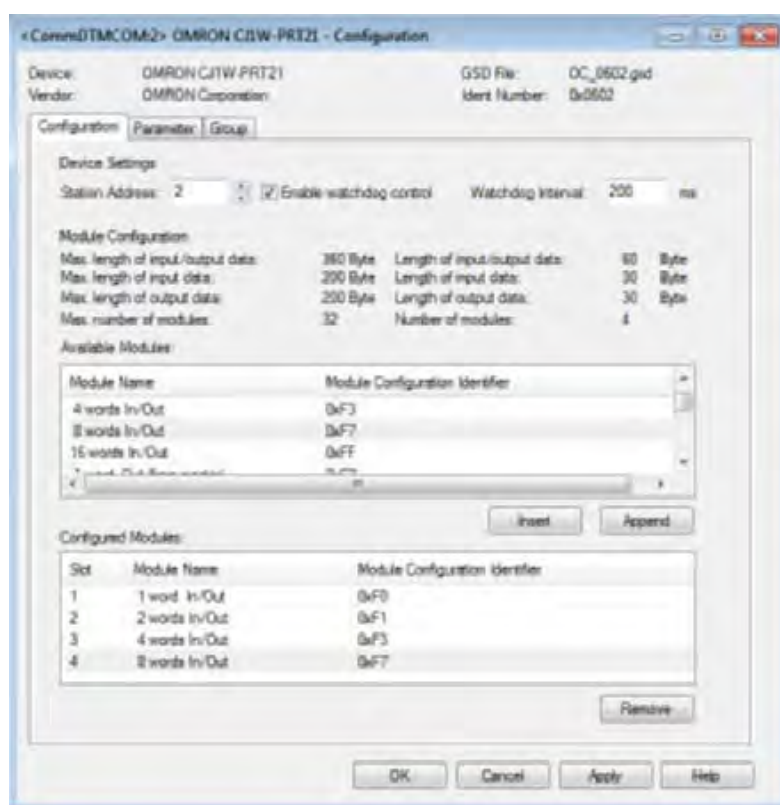 <CommDTMCOM:2> OMRON CJ1W-PRT21 - Configuration
Device: OMRON CJ1W-PRT21 GSD File: OC_0602.gsd
Vendor: OMRON Corporation Ident Number: 0x0602
Configuration Parameter Group
Device Settings
Station Address: 2 Enable watchdog control Watchdog Interval: 200 ms
Module Configuration
Max. length of input/output data: 360 Byte Length of input/output data: 60 Byte
Max. length of input data: 200 Byte Length of input data: 30 Byte
Max. length of output data: 200 Byte Length of output data: 30 Byte
Max. number of modules: 32 Number of modules: 4
Available Modules:
Module Name Module Configuration Identifier
4 words In/Out 0xF3
8 words In/Out 0xF7
16 words In/Out 0xFF
Insert Append
Configured Modules:
Slot Module Name Module Configuration Identifier
1 1 word In/Out 0xF0
2 2 words In/Out 0xF1
3 4 words In/Out 0xF3
4 8 words In/Out 0xF7
Remove
OK Cancel Apply Help